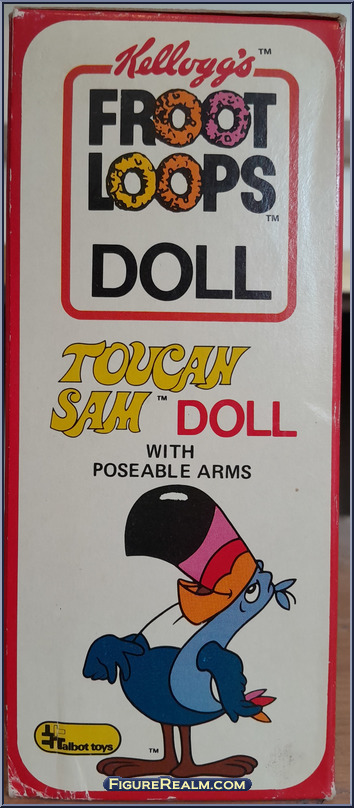 Kellogg's™
FROOT
LOOPS™
DOLL
TOUCAN
SAM™ DOLL
WITH
POSEABLE ARMS
Talbot toys
™
FIGUREREALM.COM